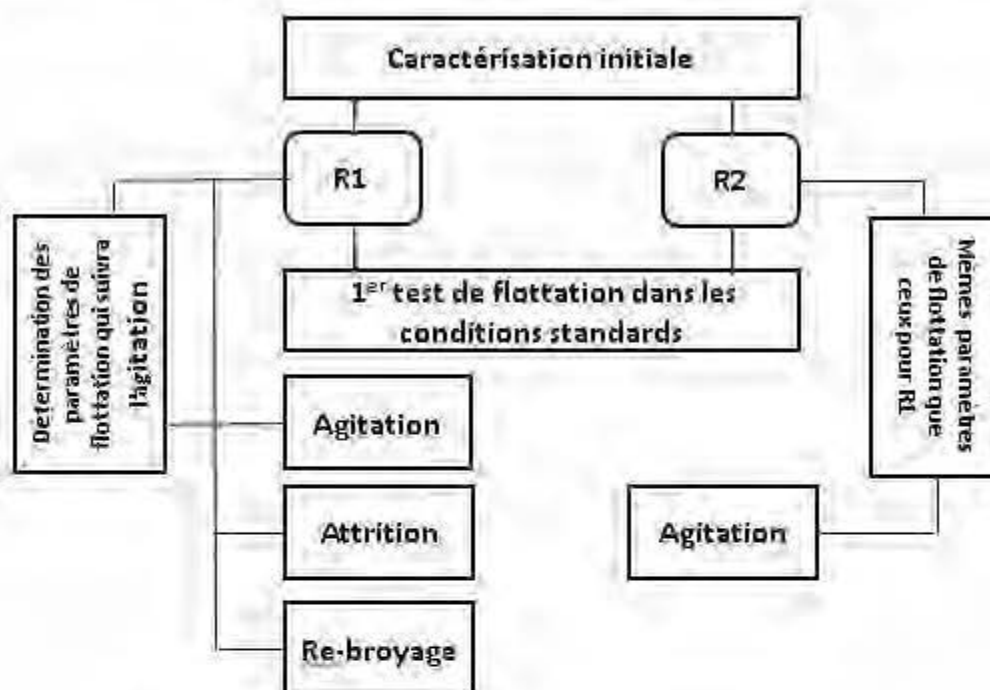 Caractérisation initiale
R1
R2
1er test de flottation dans les
conditions standards
Détermination des
paramètres de
flottation qui suivra
l'agitation
Mêmes paramètres
de flottation que
ceux pour R1
Agitation
Attrition
Agitation
Re-broyage